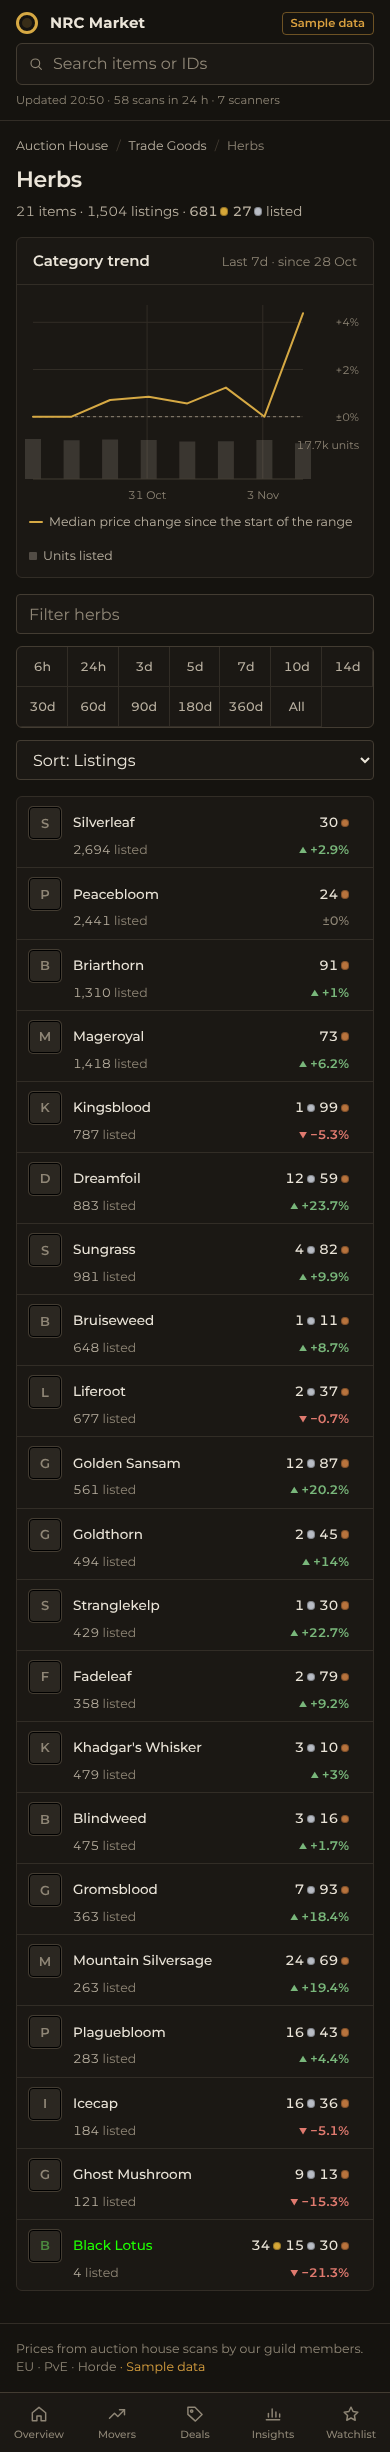 NRC Market
Sample data
Search items or IDs
Updated 20:50 · 58 scans in 24 h · 7 scanners
Auction House / Trade Goods / Herbs
Herbs
21 items · 1,504 listings · 681 27 listed
Category trend
Last 7d · since 28 Oct
+4%
+2%
±0%
17.7k units
31 Oct 3 Nov
Median price change since the start of the range
Units listed
Filter herbs
6h 24h 3d 5d 7d 10d 14d
30d 60d 90d 180d 360d All
Sort: Listings
S Silverleaf 30
2,694 listed +2.9%
P Peacebloom 24
2,441 listed ±0%
B Briarthorn 91
1,310 listed +1%
M Mageroyal 73
1,418 listed +6.2%
K Kingsblood 1 99
787 listed −5.3%
D Dreamfoil 12 59
883 listed +23.7%
S Sungrass 4 82
981 listed +9.9%
B Bruiseweed 1 11
648 listed +8.7%
L Liferoot 2 37
677 listed −0.7%
G Golden Sansam 12 87
561 listed +20.2%
G Goldthorn 2 45
494 listed +14%
S Stranglekelp 1 30
429 listed +22.7%
F Fadeleaf 2 79
358 listed +9.2%
K Khadgar's Whisker 3 10
479 listed +3%
B Blindweed 3 16
475 listed +1.7%
G Gromsblood 7 93
363 listed +18.4%
M Mountain Silversage 24 69
263 listed +19.4%
P Plaguebloom 16 43
283 listed +4.4%
I Icecap 16 36
184 listed −5.1%
G Ghost Mushroom 9 13
121 listed −15.3%
B Black Lotus 34 15 30
4 listed −21.3%
Prices from auction house scans by our guild members.
EU · PvE · Horde · Sample data
Overview Movers Deals Insights Watchlist